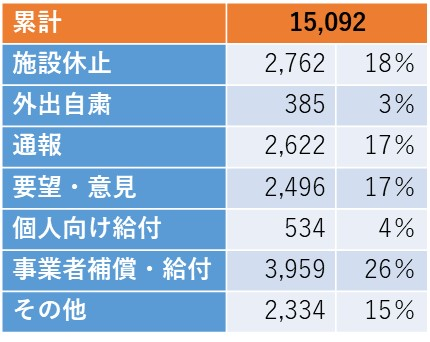 累計 15,092
施設休止 2,762 18%
外出自粛 385 3%
通報 2,622 17%
要望・意見 2,496 17%
個人向け給付 534 4%
事業者補償・給付 3,959 26%
その他 2,334 15%